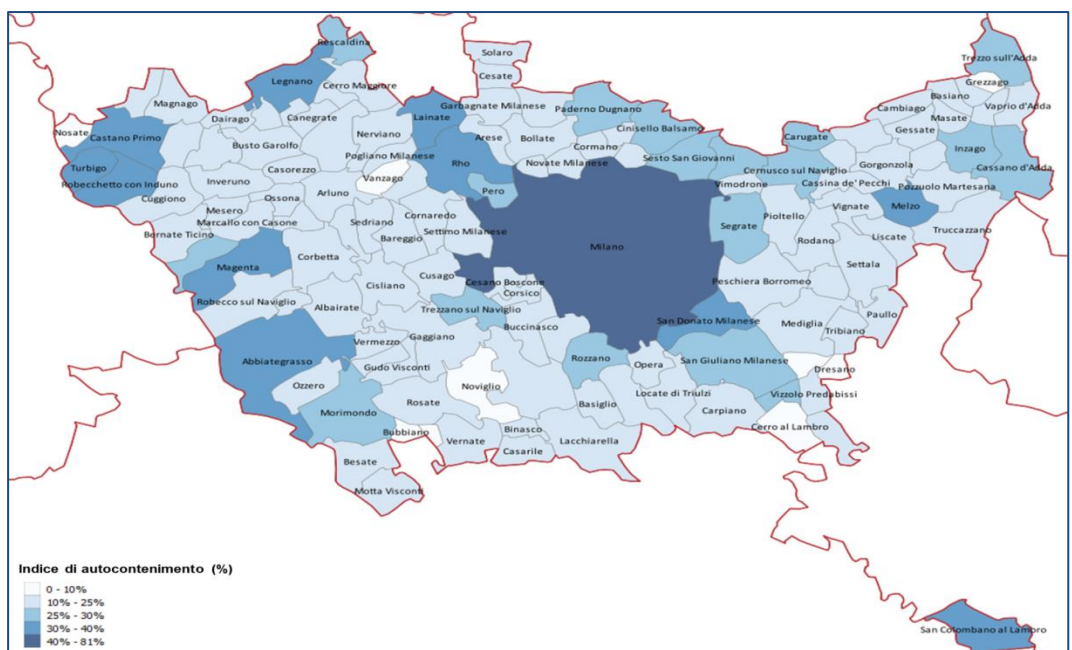 Rescaldina
Solaro
Trezzo sull'Adda
Legnano
Cerro Maggiore
Cesate
Grezzago
Basiano
Magnago
Garbagnate Milanese
Paderno Dugnano
Cambiago
Vaprio d'Adda
Dairago
Canegrate
Lainate
Masate
Nosate
Castano Primo
Nerviano
Arese
Bollate
Cinisello Balsamo
Carugate
Gessate
Busto Garolfo
Cormano
Inzago
Pogliano Milanese
Rho
Novate Milanese
Sesto San Giovanni
Gorgonzola
Turbigo
Casorezzo
Cernusco sul Naviglio
Cassano d'Adda
Robecchetto con Induno
Inveruno
Vanzago
Vimodrone
Cassina de' Pecchi
Pozzuolo Martesana
Cuggiono
Ossona
Arluno
Pero
Mesero
Cornaredo
Pioltello
Vignate
Melzo
Marcallo con Casone
Sedriano
Segrate
Bernate Ticino
Bareggio
Settimo Milanese
Rodano
Liscate
Truccazzano
Milano
Corbetta
Magenta
Settala
Cusago
Cesano Boscone
Peschiera Borromeo
Cisliano
Corsico
Robecco sul Naviglio
Albairate
Trezzano sul Naviglio
Paullo
San Donato Milanese
Mediglia
Buccinasco
Tribiano
Vermezzo
Gaggiano
Abbiategrasso
Rozzano
San Giuliano Milanese
Gudo Visconti
Opera
Dresano
Ozzero
Noviglio
Locate di Triulzi
Vizzolo Predabissi
Rosate
Basiglio
Morimondo
Carpiano
Bubbiano
Binasco
Cerro al Lambro
Vernate
Lacchiarella
Casarile
Besate
Motta Visconti
Indice di autocontenimento (%)
0 - 10%
10% - 25%
25% - 30%
30% - 40%
40% - 81%
San Colombano al Lambro